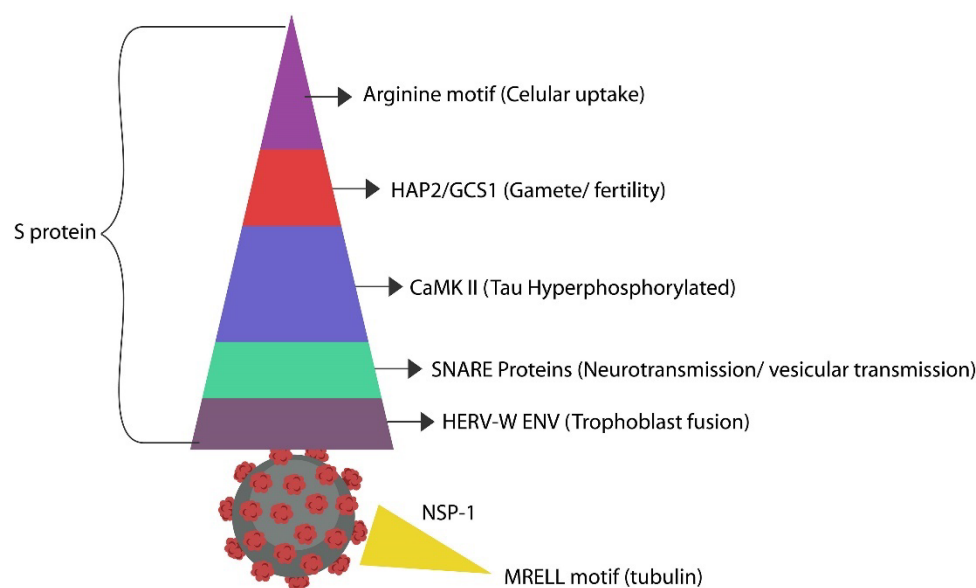 Arginine motif (Celular uptake)
HAP2/GCS1 (Gamete/ fertility)
S protein
CaMK II (Tau Hyperphosphorylated)
SNARE Proteins (Neurotransmission/ vesicular transmission)
HERV-W ENV (Trophoblast fusion)
NSP-1
MRELL motif (tubulin)